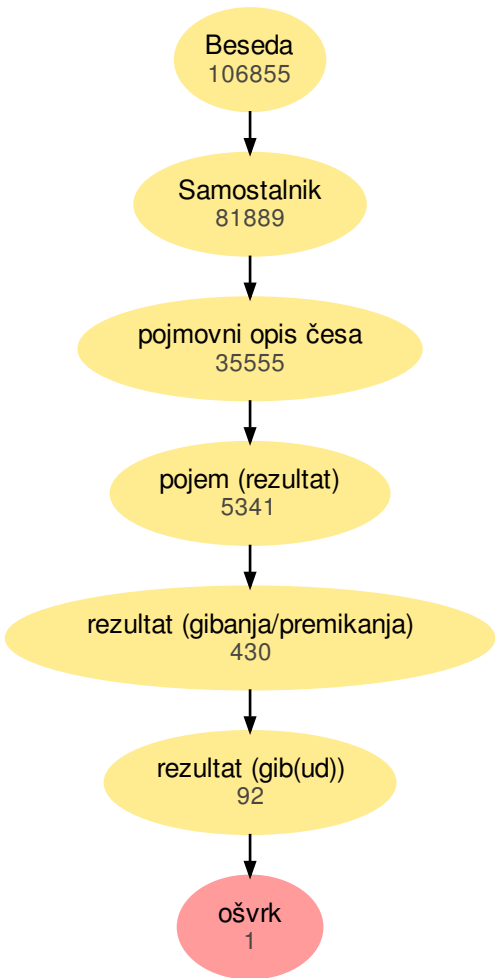 Beseda
106855
Samostalnik
81889
pojmovni opis česa
35555
pojem (rezultat)
5341
rezultat (gibanja/premikanja)
430
rezultat (gib(ud))
92
ošvrk
1